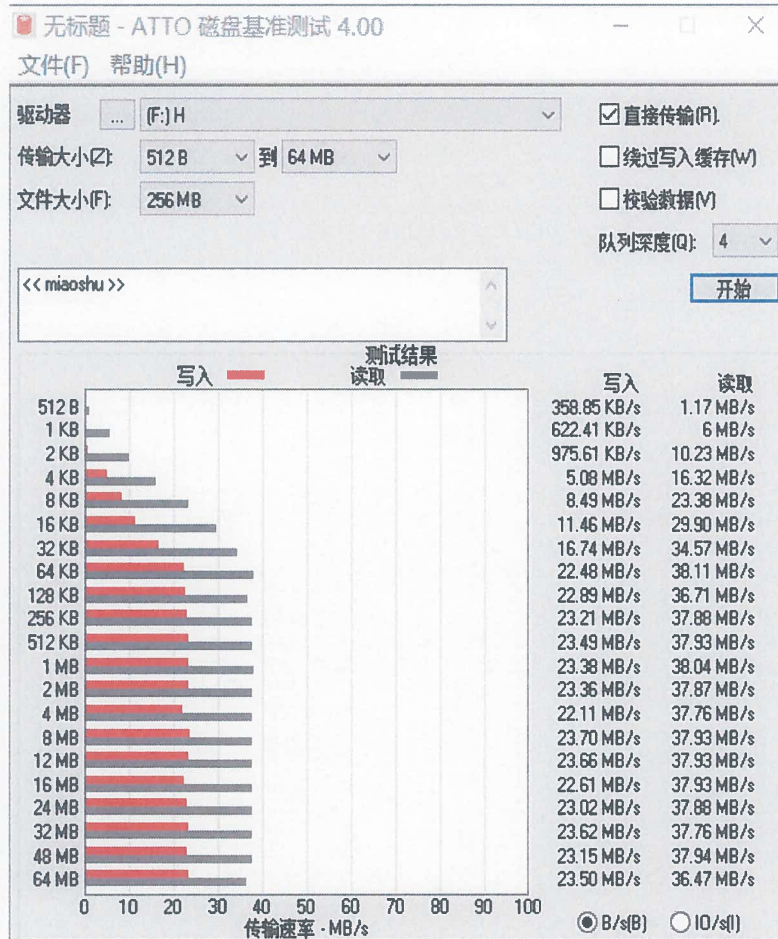 无标题 - ATTO 磁盘基准测试 4.00
文件(F) 帮助(H)
驱动器 ... (F:) H 直接传输(R).
传输大小(Z): 512 B 到 64 MB 绕过写入缓存(W)
文件大小(F): 256 MB 校验数据(V)
队列深度(Q): 4
<< miaoshu >> 开始
测试结果
写入 读取 写入 读取
512 B 358.85 KB/s 1.17 MB/s
1 KB 622.41 KB/s 6 MB/s
2 KB 975.61 KB/s 10.23 MB/s
4 KB 5.08 MB/s 16.32 MB/s
8 KB 8.49 MB/s 23.38 MB/s
16 KB 11.46 MB/s 29.90 MB/s
32 KB 16.74 MB/s 34.57 MB/s
64 KB 22.48 MB/s 38.11 MB/s
128 KB 22.89 MB/s 36.71 MB/s
256 KB 23.21 MB/s 37.88 MB/s
512 KB 23.49 MB/s 37.93 MB/s
1 MB 23.38 MB/s 38.04 MB/s
2 MB 23.36 MB/s 37.87 MB/s
4 MB 22.11 MB/s 37.76 MB/s
8 MB 23.70 MB/s 37.93 MB/s
12 MB 23.66 MB/s 37.93 MB/s
16 MB 22.61 MB/s 37.93 MB/s
24 MB 23.02 MB/s 37.88 MB/s
32 MB 23.62 MB/s 37.76 MB/s
48 MB 23.15 MB/s 37.94 MB/s
64 MB 23.50 MB/s 36.47 MB/s
0 10 20 30 40 50 60 70 80 90 100
传输速率 - MB/s B/s(B) IO/s(I)